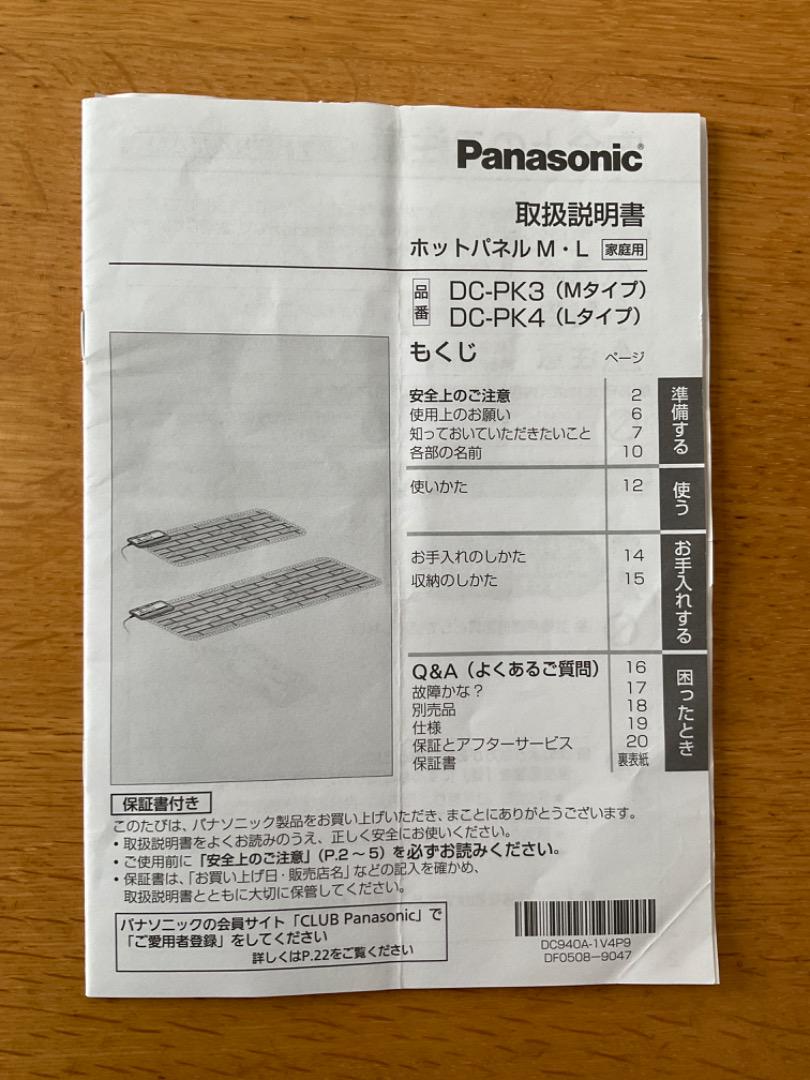 Panasonic®
取扱説明書
ホットパネル M・L 家庭用
品番 DC-PK3（Mタイプ）
DC-PK4（Lタイプ）
もくじ ページ
安全上のご注意 2
使用上のお願い 6
知っておいていただきたいこと 7
各部の名前 10
準備する
使いかた 12
使う
お手入れのしかた 14
収納のしかた 15
お手入れする
Q&A（よくあるご質問） 16
故障かな？ 17
別売品 18
仕様 19
保証とアフターサービス 20
保証書 裏表紙
困ったとき
保証書付き
このたびは、パナソニック製品をお買い上げいただき、まことにありがとうございます。
• 取扱説明書をよくお読みのうえ、正しく安全にお使いください。
• ご使用前に「安全上のご注意」（P.2～5）を必ずお読みください。
• 保証書は、「お買い上げ日・販売店名」などの記入を確かめ、
取扱説明書とともに大切に保管してください。
パナソニックの会員サイト「CLUB Panasonic」で
「ご愛用者登録」をしてください
詳しくはP.22をご覧ください
DC940A-1V4P9
DF0508-9047